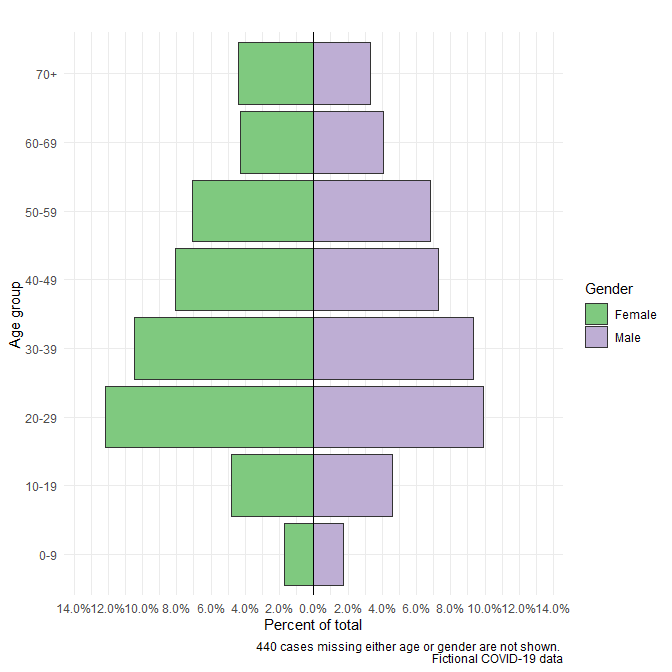 70+
60-69
50-59
40-49
30-39
20-29
10-19
0-9
Age group
14.0%12.0%10.0% 8.0% 6.0% 4.0% 2.0% 0.0% 2.0% 4.0% 6.0% 8.0% 10.0%12.0%14.0%
Percent of total
Gender
Female
Male
440 cases missing either age or gender are not shown.
Fictional COVID-19 data